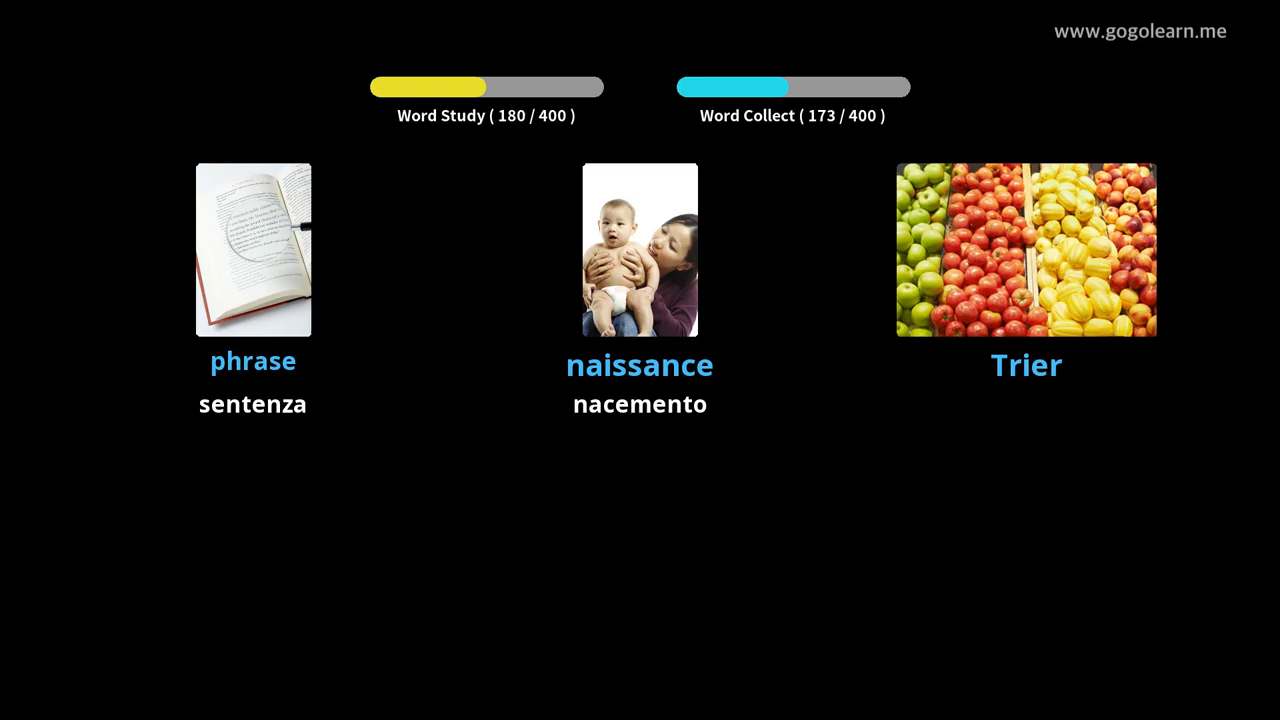 www.gogolearn.me
Word Study ( 180 / 400 )
Word Collect ( 173 / 400 )
phrase
naissance
Trier
sentenza
nacemento